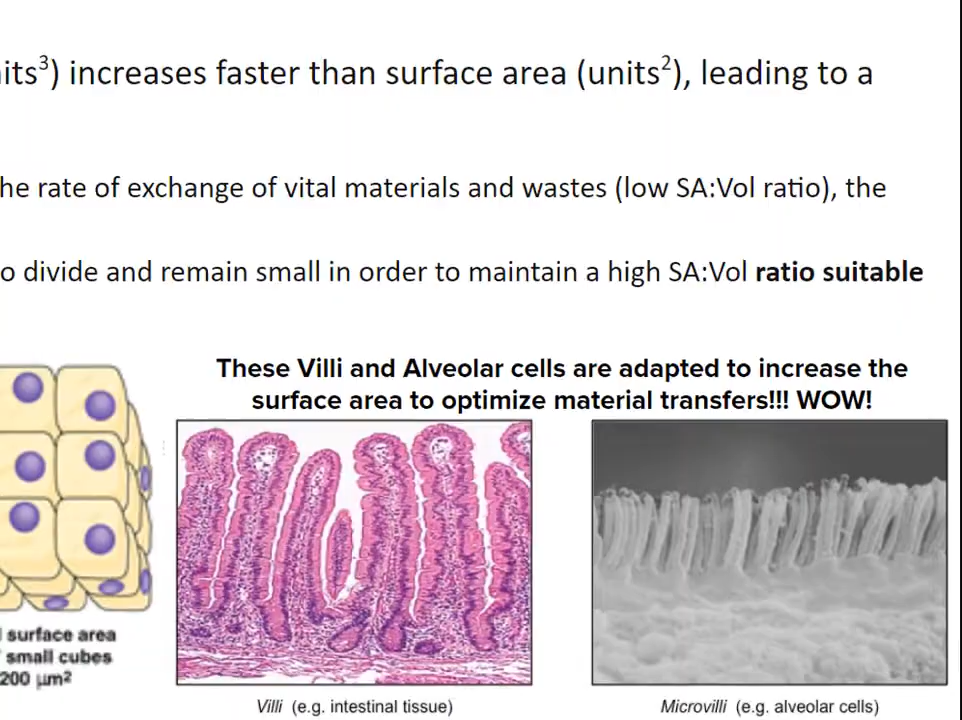 its³) increases faster than surface area (units²), leading to a
he rate of exchange of vital materials and wastes (low SA:Vol ratio), the
o divide and remain small in order to maintain a high SA:Vol ratio suitable
These Villi and Alveolar cells are adapted to increase the
surface area to optimize material transfers!!! WOW!
surface area
small cubes
200 μm²
Villi (e.g. intestinal tissue)
Microvilli (e.g. alveolar cells)